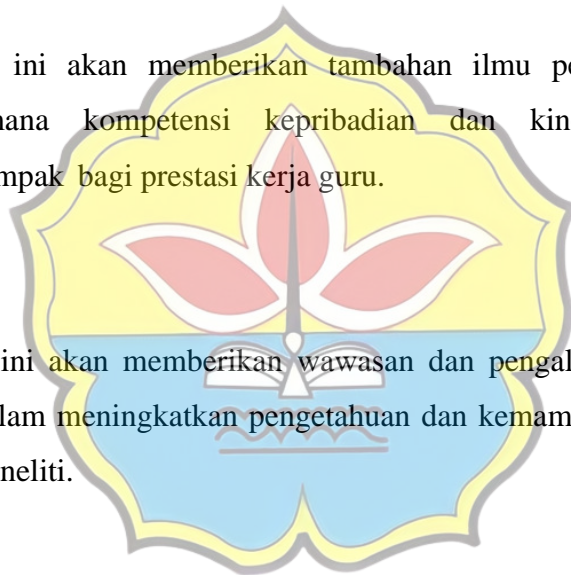 ini akan memberikan tambahan ilmu pe
ana kompetensi kepribadian dan kin
mpak bagi prestasi kerja guru.
ini akan memberikan wawasan dan pengal
lam meningkatkan pengetahuan dan kemam
neliti.